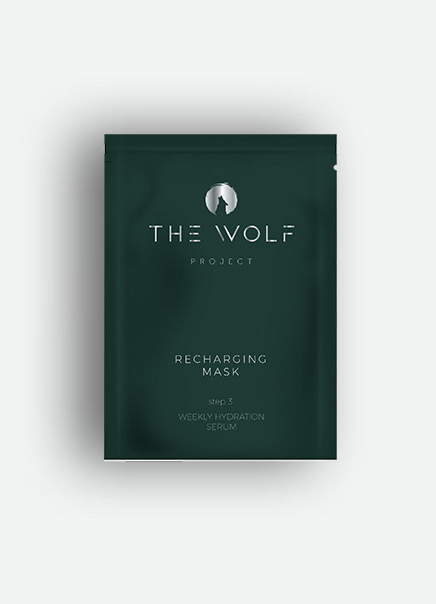 THE WOLF
PROJECT
RECHARGING
MASK
step 3
WEEKLY HYDRATION
SERUM